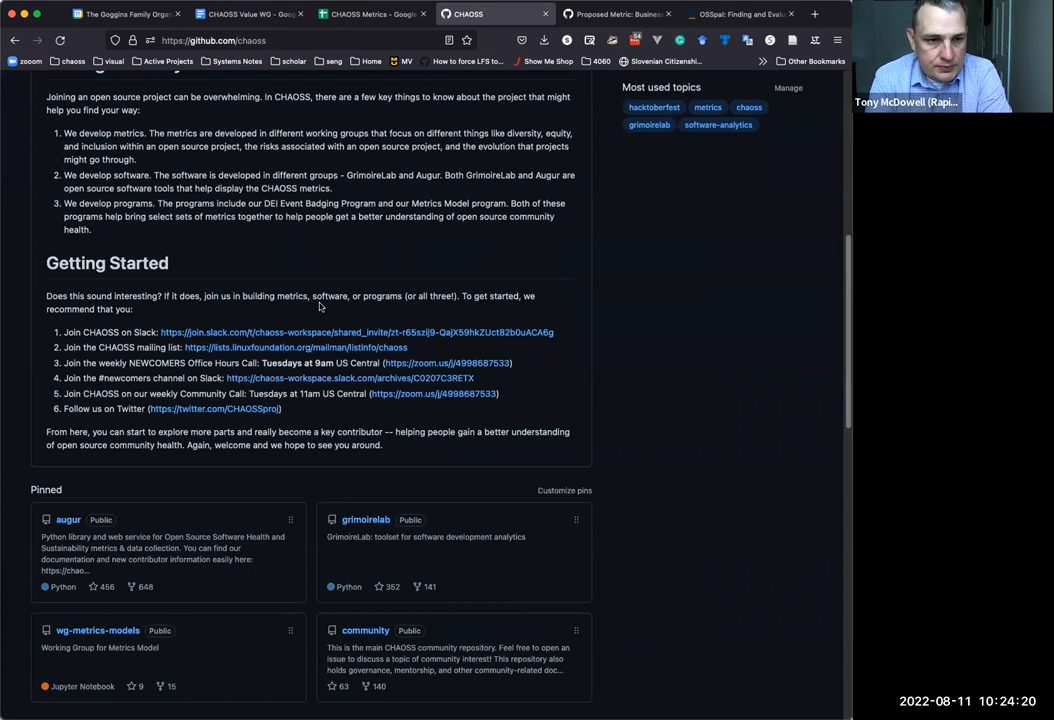 The Goggins Family Organ
CHAOSS Value WG - Goog
CHAOSS Metrics - Google
CHAOSS
Proposed Metric: Busines
OSSpal: Finding and Evalu
https://github.com/chaoss
64
zooom
chaoss
visual
Active Projects
Systems Notes
scholar
seng
Home
MV
How to force LFS to...
Show Me Shop
4060
Slovenian Citizenshi...
Other Bookmarks
Tony McDowell (Rapi...
Joining an open source project can be overwhelming. In CHAOSS, there are a few key things to know about the project that might
help you find your way:
1. We develop metrics. The metrics are developed in different working groups that focus on different things like diversity, equity,
and inclusion within an open source project, the risks associated with an open source project, and the evolution that projects
might go through.
2. We develop software. The software is developed in different groups - GrimoireLab and Augur. Both GrimoireLab and Augur are
open source software tools that help display the CHAOSS metrics.
3. We develop programs. The programs include our DEI Event Badging Program and our Metrics Model program. Both of these
programs help bring select sets of metrics together to help people get a better understanding of open source community
health.
Most used topics
Manage
hacktoberfest metrics chaoss
grimoirelab software-analytics
Getting Started
Does this sound interesting? If it does, join us in building metrics, software, or programs (or all three!). To get started, we
recommend that you:
1. Join CHAOSS on Slack: https://join.slack.com/t/chaoss-workspace/shared_invite/zt-r65szij9-QajX59hkZUct82b0uACA6g
2. Join the CHAOSS mailing list: https://lists.linuxfoundation.org/mailman/listinfo/chaoss
3. Join the weekly NEWCOMERS Office Hours Call: Tuesdays at 9am US Central (https://zoom.us/j/4998687533)
4. Join the #newcomers channel on Slack: https://chaoss-workspace.slack.com/archives/C0207C3RETX
5. Join CHAOSS on our weekly Community Call: Tuesdays at 11am US Central (https://zoom.us/j/4998687533)
6. Follow us on Twitter (https://twitter.com/CHAOSSproj)
From here, you can start to explore more parts and really become a key contributor -- helping people gain a better understanding
of open source community health. Again, welcome and we hope to see you around.
Pinned
Customize pins
augur Public
Python library and web service for Open Source Software Health and
Sustainability metrics & data collection. You can find our
documentation and new contributor information easily here:
https://chao...
Python 456 648
grimoirelab Public
GrimoireLab: toolset for software development analytics
Python 352 141
wg-metrics-models Public
Working Group for Metrics Model
Jupyter Notebook 9 15
community Public
This is the main CHAOSS community repository. Feel free to open an
issue to discuss a topic of community interest! This repository also
holds governance, mentorship, and other community-related doc...
63 140
2022-08-11 10:24:20